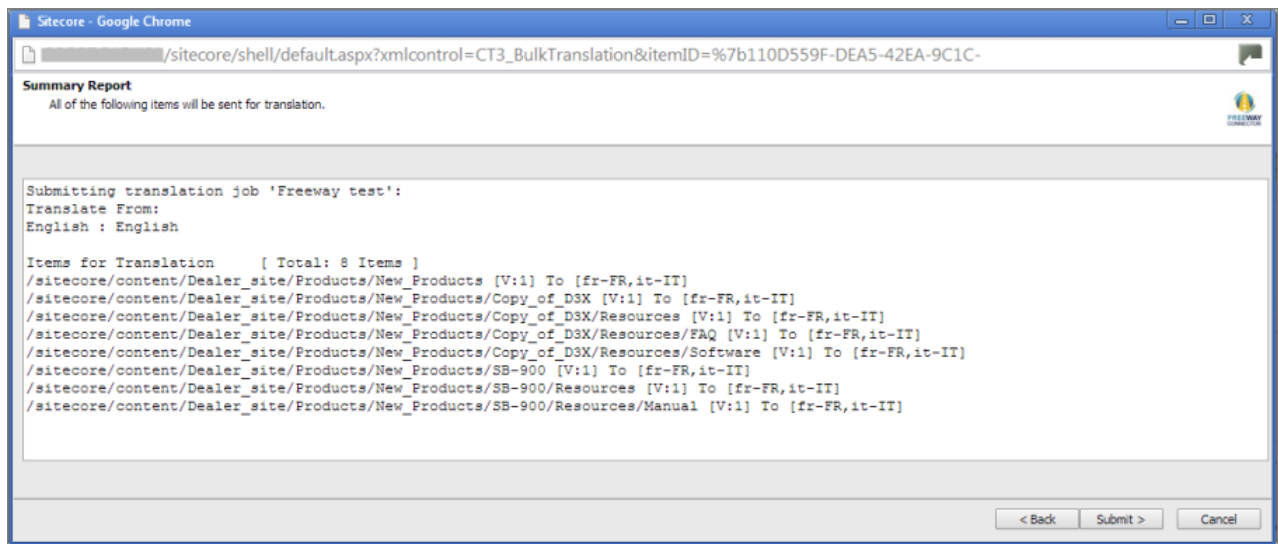 Sitecore - Google Chrome
/sitecore/shell/default.aspx?xmlcontrol=CT3_BulkTranslation&itemID=%7b110D559F-DEA5-42EA-9C1C-
Summary Report
All of the following items will be sent for translation.
FREEWAY
CONNECTOR
Submitting translation job 'Freeway test':
Translate From:
English : English
Items for Translation [ Total: 8 Items ]
/sitecore/content/Dealer_site/Products/New_Products [V:1] To [fr-FR,it-IT]
/sitecore/content/Dealer_site/Products/New_Products/Copy_of_D3X [V:1] To [fr-FR,it-IT]
/sitecore/content/Dealer_site/Products/New_Products/Copy_of_D3X/Resources [V:1] To [fr-FR,it-IT]
/sitecore/content/Dealer_site/Products/New_Products/Copy_of_D3X/Resources/FAQ [V:1] To [fr-FR,it-IT]
/sitecore/content/Dealer_site/Products/New_Products/Copy_of_D3X/Resources/Software [V:1] To [fr-FR,it-IT]
/sitecore/content/Dealer_site/Products/New_Products/SB-900 [V:1] To [fr-FR,it-IT]
/sitecore/content/Dealer_site/Products/New_Products/SB-900/Resources [V:1] To [fr-FR,it-IT]
/sitecore/content/Dealer_site/Products/New_Products/SB-900/Resources/Manual [V:1] To [fr-FR,it-IT]
< Back Submit > Cancel